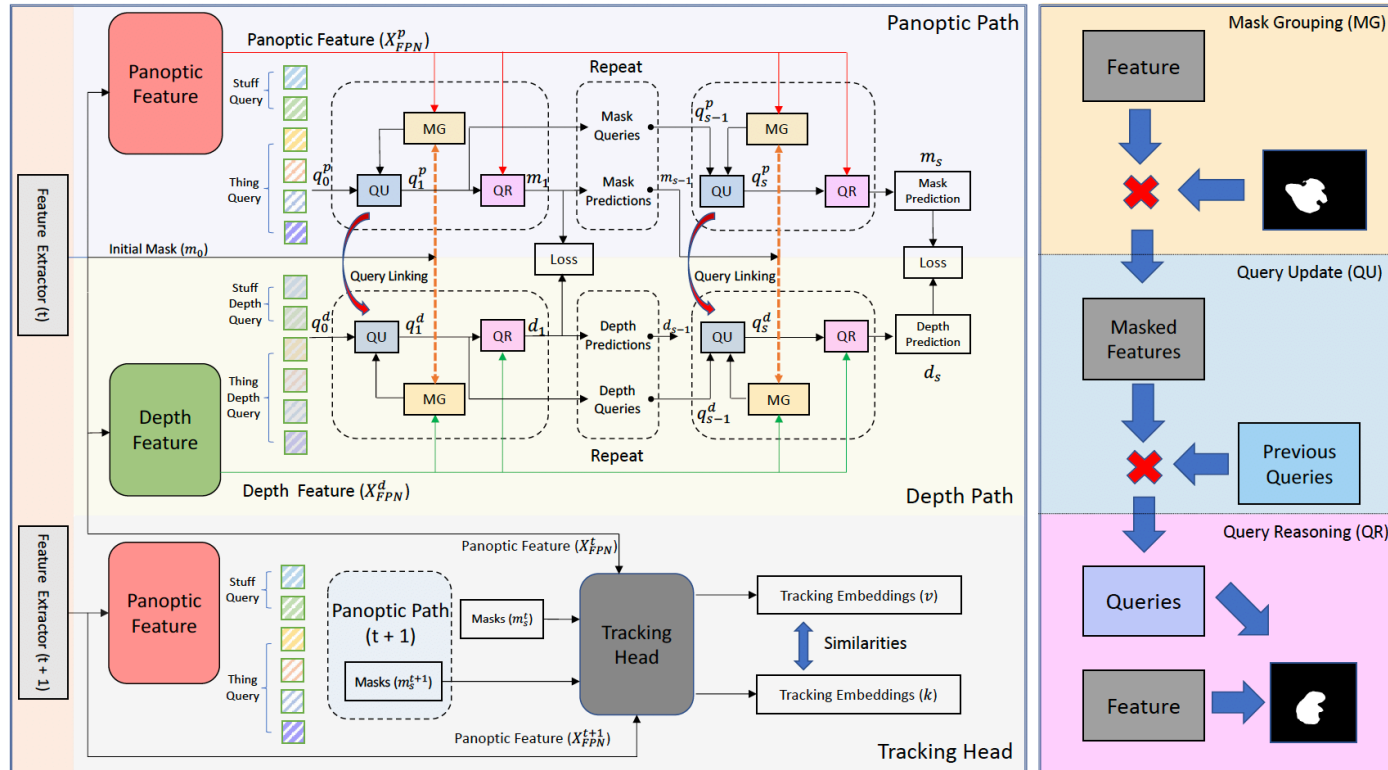 Panoptic Path
Panoptic Feature (X^p_FPN)
Panoptic
Feature
Stuff
Query
Thing
Query
q^p_0
QU
q^p_1
MG
QR
m_1
Repeat
Mask
Queries
Mask
Predictions
q^p_{s-1}
m_{s-1}
MG
QU
q^p_s
QR
m_s
Mask
Prediction
Feature Extractor (t)
Initial Mask (m_0)
Query Linking
Loss
Query Linking
Loss
Stuff
Depth
Query
Thing
Depth
Query
q^d_0
QU
q^d_1
QR
d_1
MG
Depth
Predictions
Depth
Queries
Repeat
d_{s-1}
QU
q^d_s
QR
q^d_{s-1}
MG
Depth
Prediction
d_s
Depth
Feature
Depth Feature (X^d_FPN)
Depth Path
Feature Extractor (t + 1)
Panoptic
Feature
Stuff
Query
Thing
Query
Panoptic Path
(t + 1)
Masks (m^t_s)
Masks (m^{t+1}_s)
Panoptic Feature (X^t_FPN)
Tracking
Head
Panoptic Feature (X^{t+1}_FPN)
Tracking Embeddings (v)
Similarities
Tracking Embeddings (k)
Tracking Head
Mask Grouping (MG)
Feature
Query Update (QU)
Masked
Features
Previous
Queries
Query Reasoning (QR)
Queries
Feature